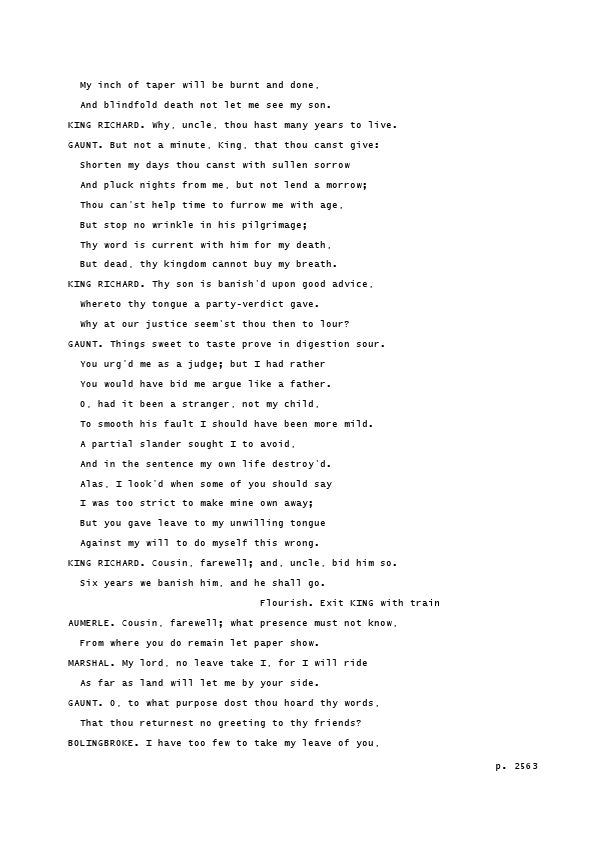 My inch of taper will be burnt and done,
And blindfold death not let me see my son.
KING RICHARD. Why, uncle, thou hast many years to live.
GAUNT. But not a minute, King, that thou canst give:
Shorten my days thou canst with sullen sorrow
And pluck nights from me, but not lend a morrow;
Thou can'st help time to furrow me with age,
But stop no wrinkle in his pilgrimage;
Thy word is current with him for my death,
But dead, thy kingdom cannot buy my breath.
KING RICHARD. Thy son is banish'd upon good advice,
Whereto thy tongue a party-verdict gave.
Why at our justice seem'st thou then to lour?
GAUNT. Things sweet to taste prove in digestion sour.
You urg'd me as a judge; but I had rather
You would have bid me argue like a father.
O, had it been a stranger, not my child,
To smooth his fault I should have been more mild.
A partial slander sought I to avoid,
And in the sentence my own life destroy'd.
Alas, I look'd when some of you should say
I was too strict to make mine own away;
But you gave leave to my unwilling tongue
Against my will to do myself this wrong.
KING RICHARD. Cousin, farewell; and, uncle, bid him so.
Six years we banish him, and he shall go.
Flourish. Exit KING with train
AUMERLE. Cousin, farewell; what presence must not know,
From where you do remain let paper show.
MARSHAL. My lord, no leave take I, for I will ride
As far as land will let me by your side.
GAUNT. O, to what purpose dost thou hoard thy words,
That thou returnest no greeting to thy friends?
BOLINGBROKE. I have too few to take my leave of you,
p. 2563